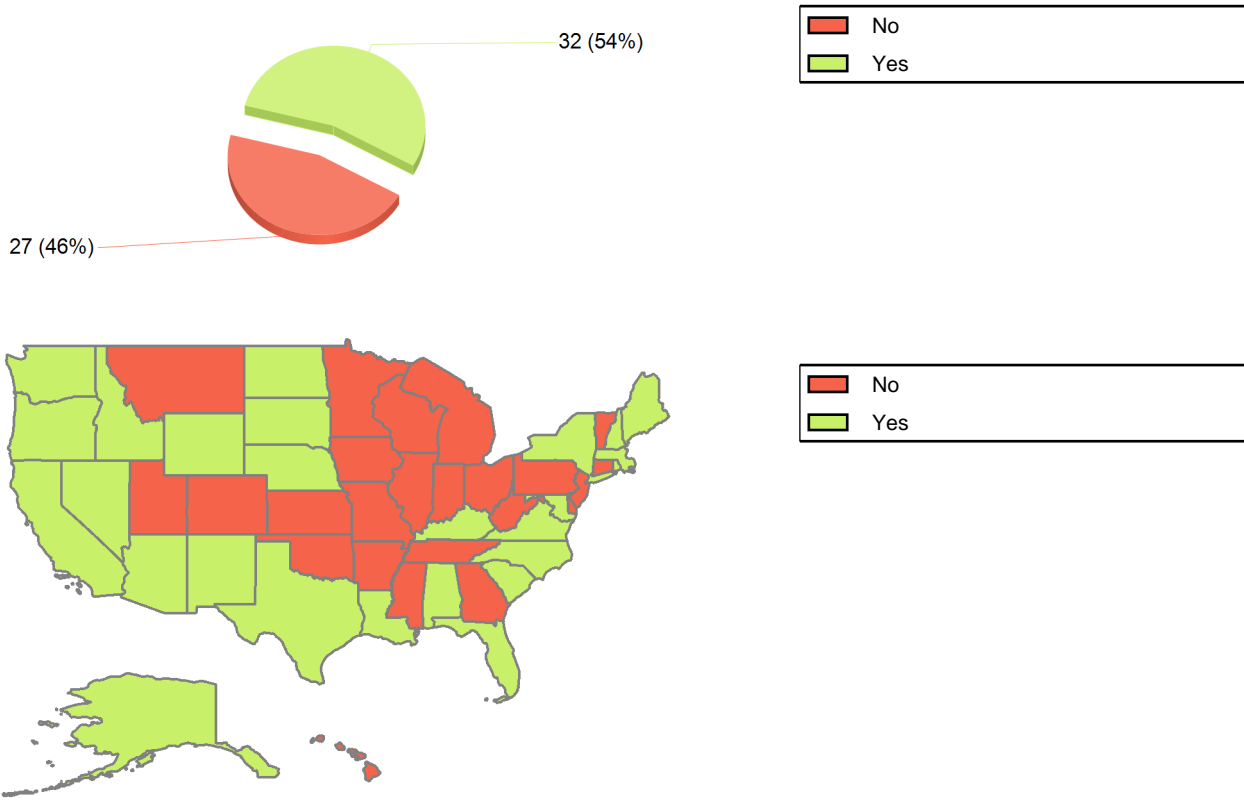 32 (54%)
No
Yes
27 (46%)
No
Yes